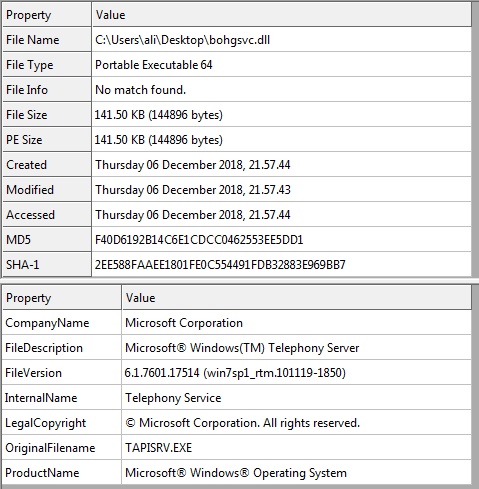 Property Value
File Name C:\Users\ali\Desktop\bohgsvc.dll
File Type Portable Executable 64
File Info No match found.
File Size 141.50 KB (144896 bytes)
PE Size 141.50 KB (144896 bytes)
Created Thursday 06 December 2018, 21.57.44
Modified Thursday 06 December 2018, 21.57.43
Accessed Thursday 06 December 2018, 21.57.44
MD5 F40D6192B14C6E1CDCC0462553EE5DD1
SHA-1 2EE588FAAEE1801FE0C554491FDB32883E969BB7
Property Value
CompanyName Microsoft Corporation
FileDescription Microsoft® Windows(TM) Telephony Server
FileVersion 6.1.7601.17514 (win7sp1_rtm.101119-1850)
InternalName Telephony Service
LegalCopyright © Microsoft Corporation. All rights reserved.
OriginalFilename TAPISRV.EXE
ProductName Microsoft® Windows® Operating System